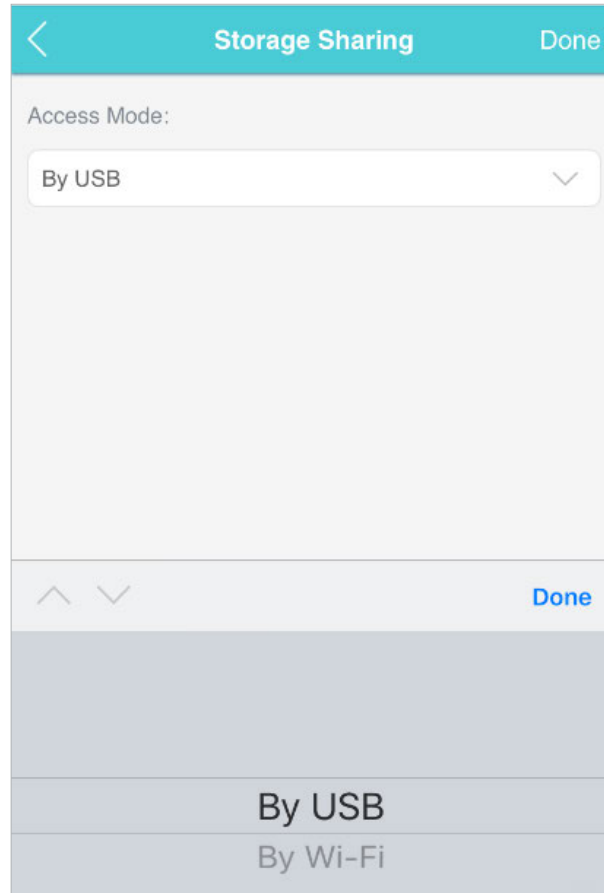 Storage Sharing Done
Access Mode:
By USB
Done
By USB
By Wi-Fi